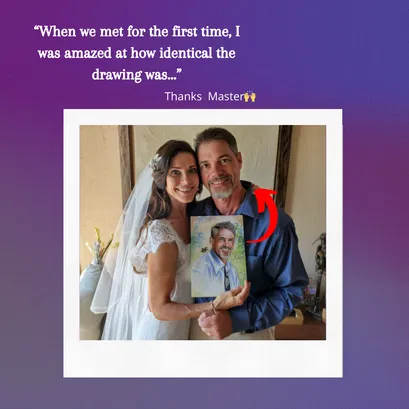 “When we met for the first time, I
was amazed at how identical the
drawing was...”
Thanks Master🙌